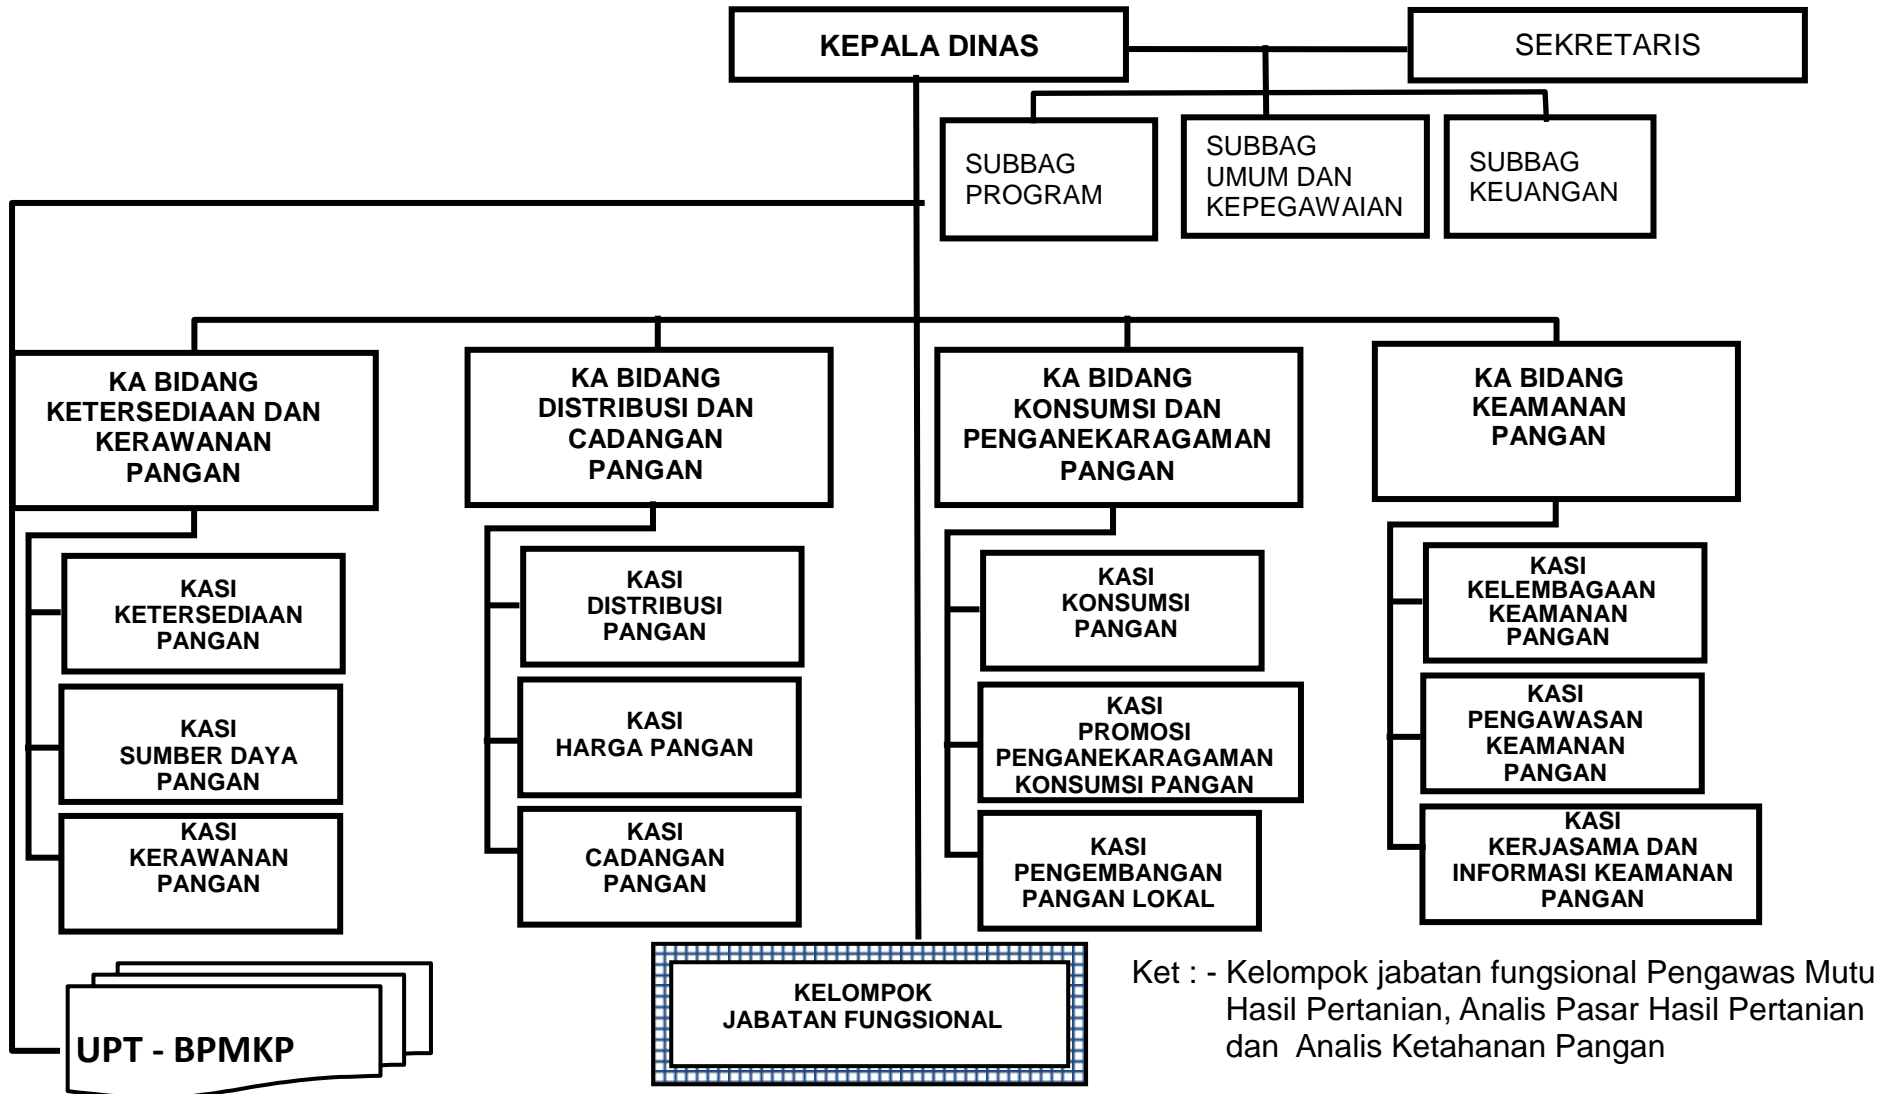 KEPALA DINAS
SEKRETARIS
SUBBAG
PROGRAM
SUBBAG
UMUM DAN
KEPEGAWAIAN
SUBBAG
KEUANGAN
KA BIDANG
KETERSEDIAAN DAN
KERAWANAN
PANGAN
KA BIDANG
DISTRIBUSI DAN
CADANGAN
PANGAN
KA BIDANG
KONSUMSI DAN
PENGANEKARAGAMAN
PANGAN
KA BIDANG
KEAMANAN
PANGAN
KASI
KETERSEDIAAN
PANGAN
KASI
DISTRIBUSI
PANGAN
KASI
KONSUMSI
PANGAN
KASI
KELEMBAGAAN
KEAMANAN
PANGAN
KASI
SUMBER DAYA
PANGAN
KASI
HARGA PANGAN
KASI
PROMOSI
PENGANEKARAGAMAN
KONSUMSI PANGAN
KASI
PENGAWASAN
KEAMANAN
PANGAN
KASI
KERAWANAN
PANGAN
KASI
CADANGAN
PANGAN
KASI
PENGEMBANGAN
PANGAN LOKAL
KASI
KERJASAMA DAN
INFORMASI KEAMANAN
PANGAN
UPT - BPMKP
KELOMPOK
JABATAN FUNGSIONAL
Ket : - Kelompok jabatan fungsional Pengawas Mutu
Hasil Pertanian, Analis Pasar Hasil Pertanian
dan Analis Ketahanan Pangan